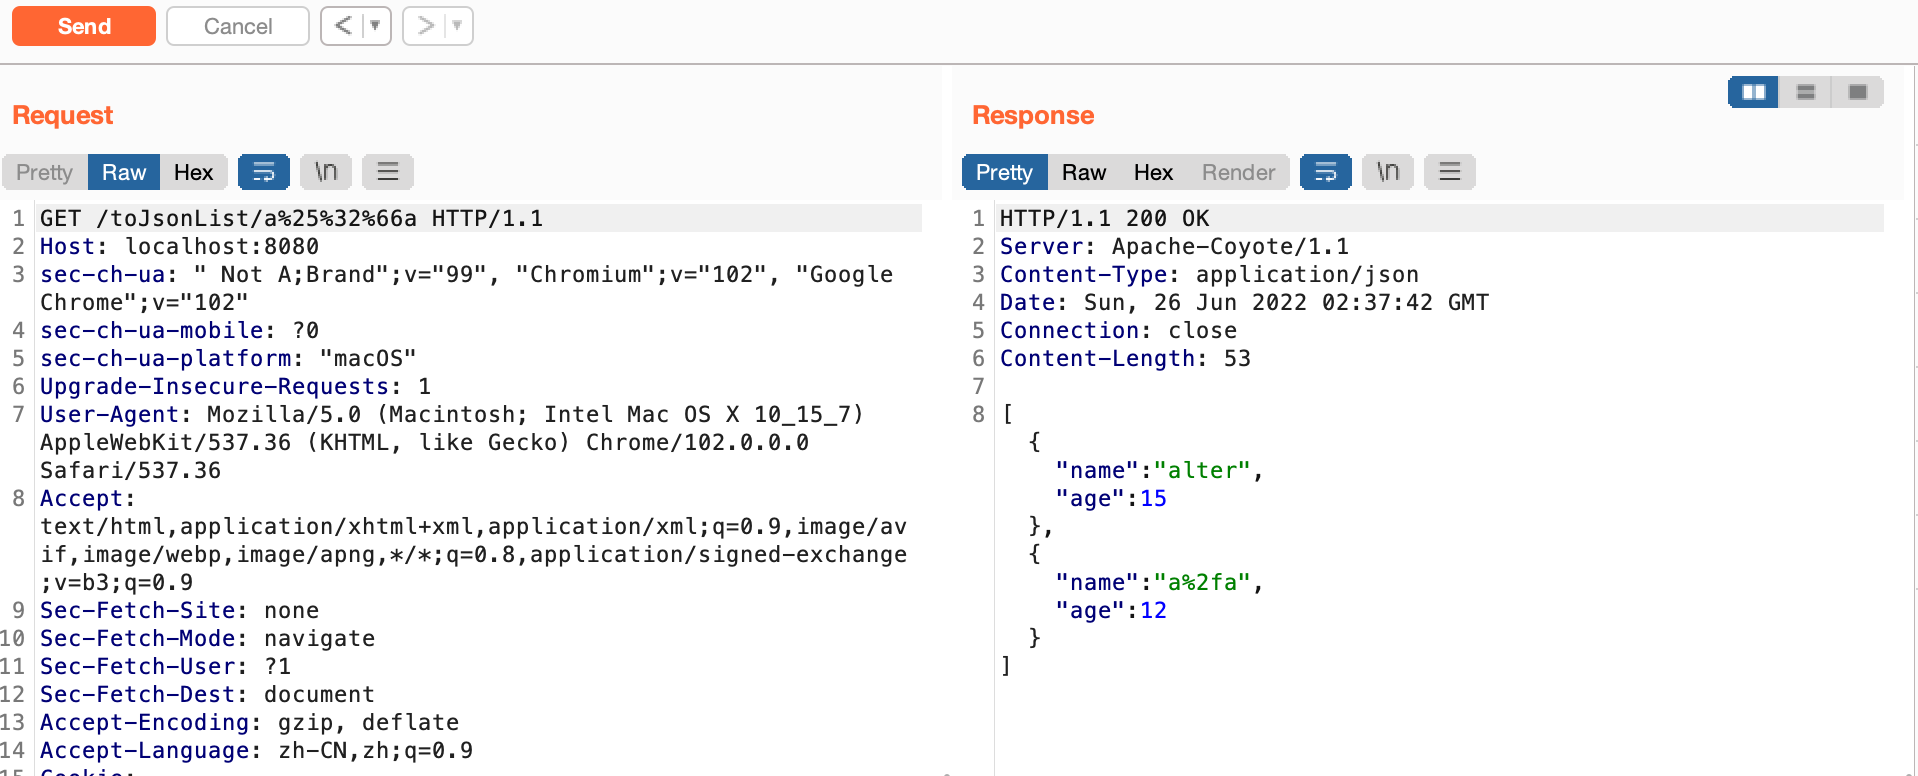 Send
Cancel
<
>
Request
Response
Pretty
Raw
Hex
\n
Pretty
Raw
Hex
Render
\n
1 GET /toJsonList/a%25%32%66a HTTP/1.1
2 Host: localhost:8080
3 sec-ch-ua: " Not A;Brand";v="99", "Chromium";v="102", "Google
Chrome";v="102"
4 sec-ch-ua-mobile: ?0
5 sec-ch-ua-platform: "macOS"
6 Upgrade-Insecure-Requests: 1
7 User-Agent: Mozilla/5.0 (Macintosh; Intel Mac OS X 10_15_7)
AppleWebKit/537.36 (KHTML, like Gecko) Chrome/102.0.0.0
Safari/537.36
8 Accept:
text/html,application/xhtml+xml,application/xml;q=0.9,image/av
if,image/webp,image/apng,*/*;q=0.8,application/signed-exchange
;v=b3;q=0.9
9 Sec-Fetch-Site: none
10 Sec-Fetch-Mode: navigate
11 Sec-Fetch-User: ?1
12 Sec-Fetch-Dest: document
13 Accept-Encoding: gzip, deflate
14 Accept-Language: zh-CN,zh;q=0.9
15 Cookie:
1 HTTP/1.1 200 OK
2 Server: Apache-Coyote/1.1
3 Content-Type: application/json
4 Date: Sun, 26 Jun 2022 02:37:42 GMT
5 Connection: close
6 Content-Length: 53
7
8 [
{
"name":"alter",
"age":15
},
{
"name":"a%2fa",
"age":12
}
]